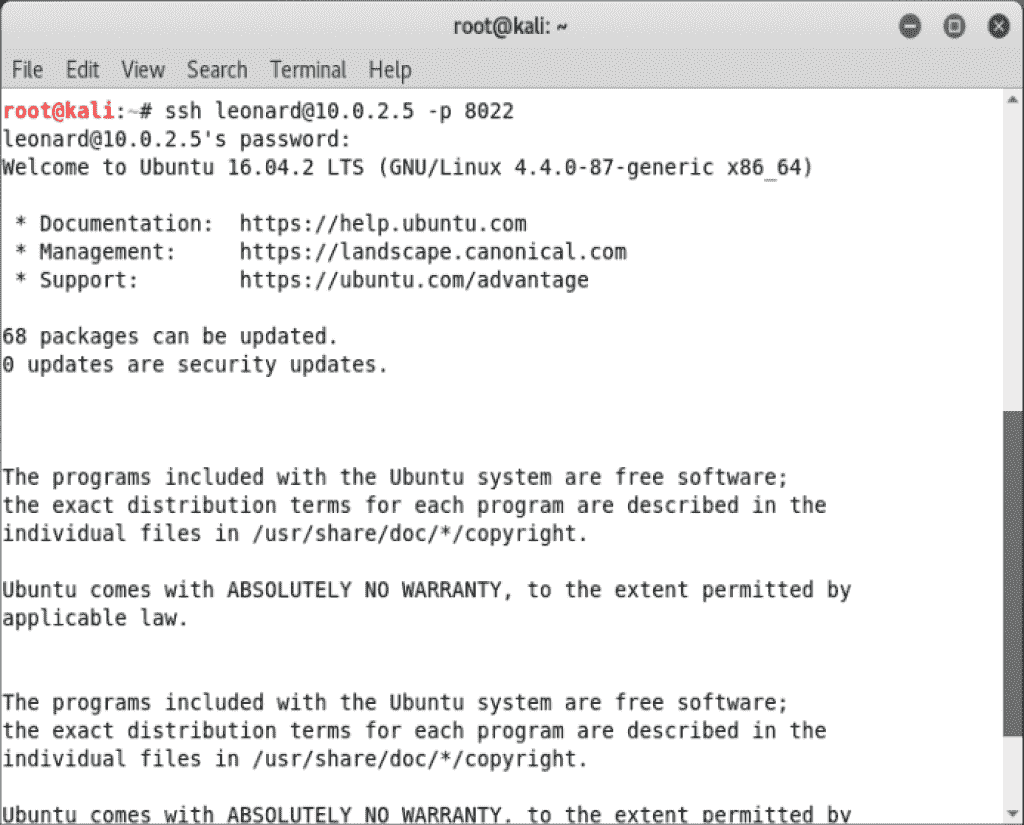 root@kali: ~
File Edit View Search Terminal Help
root@kali:~# ssh leonard@10.0.2.5 -p 8022
leonard@10.0.2.5's password:
Welcome to Ubuntu 16.04.2 LTS (GNU/Linux 4.4.0-87-generic x86_64)
* Documentation:  https://help.ubuntu.com
* Management:     https://landscape.canonical.com
* Support:        https://ubuntu.com/advantage
68 packages can be updated.
0 updates are security updates.
The programs included with the Ubuntu system are free software;
the exact distribution terms for each program are described in the
individual files in /usr/share/doc/*/copyright.
Ubuntu comes with ABSOLUTELY NO WARRANTY, to the extent permitted by
applicable law.
The programs included with the Ubuntu system are free software;
the exact distribution terms for each program are described in the
individual files in /usr/share/doc/*/copyright.
Ubuntu comes with ABSOLUTELY NO WARRANTY, to the extent permitted by